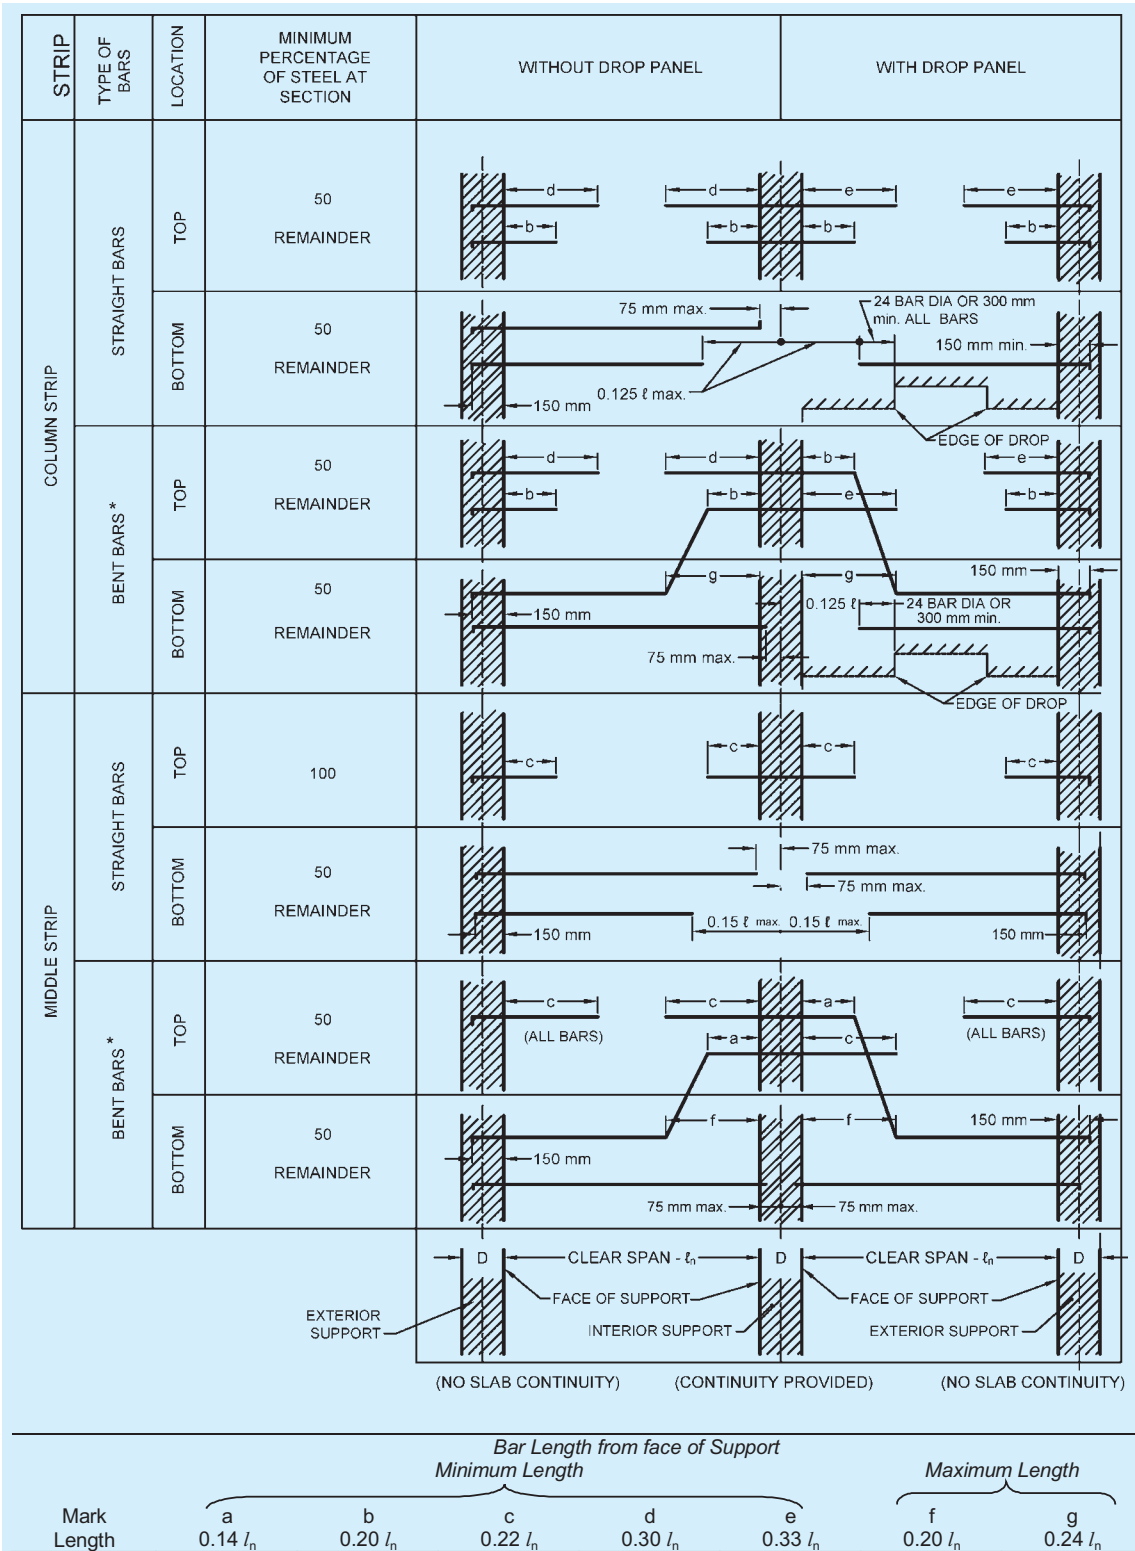 STRIP
TYPE OF BARS
LOCATION
MINIMUM
PERCENTAGE
OF STEEL AT
SECTION
WITHOUT DROP PANEL
WITH DROP PANEL
COLUMN STRIP
STRAIGHT BARS
TOP
50
REMAINDER
d d e e
b b b b
BOTTOM
50
REMAINDER
75 mm max.
24 BAR DIA OR 300 mm
min. ALL BARS
150 mm min.
0.125 ℓ max.
150 mm
EDGE OF DROP
BENT BARS*
TOP
50
REMAINDER
d d b e
b b e b
BOTTOM
50
REMAINDER
g g
150 mm
150 mm
0.125 ℓ
24 BAR DIA OR
300 mm min.
75 mm max.
EDGE OF DROP
MIDDLE STRIP
STRAIGHT BARS
TOP
100
c c c c
BOTTOM
50
REMAINDER
75 mm max.
75 mm max.
0.15 ℓ max. 0.15 ℓ max.
150 mm
150 mm
BENT BARS*
TOP
50
REMAINDER
c c a c
(ALL BARS)
(ALL BARS)
a c
BOTTOM
50
REMAINDER
f f
150 mm
150 mm
75 mm max.
75 mm max.
D CLEAR SPAN - ℓn D CLEAR SPAN - ℓn D
FACE OF SUPPORT
FACE OF SUPPORT
EXTERIOR
SUPPORT
INTERIOR SUPPORT
EXTERIOR SUPPORT
(NO SLAB CONTINUITY) (CONTINUITY PROVIDED) (NO SLAB CONTINUITY)
Bar Length from face of Support
Minimum Length Maximum Length
Mark a b c d e f g
Length 0.14 ln 0.20 ln 0.22 ln 0.30 ln 0.33 ln 0.20 ln 0.24 ln